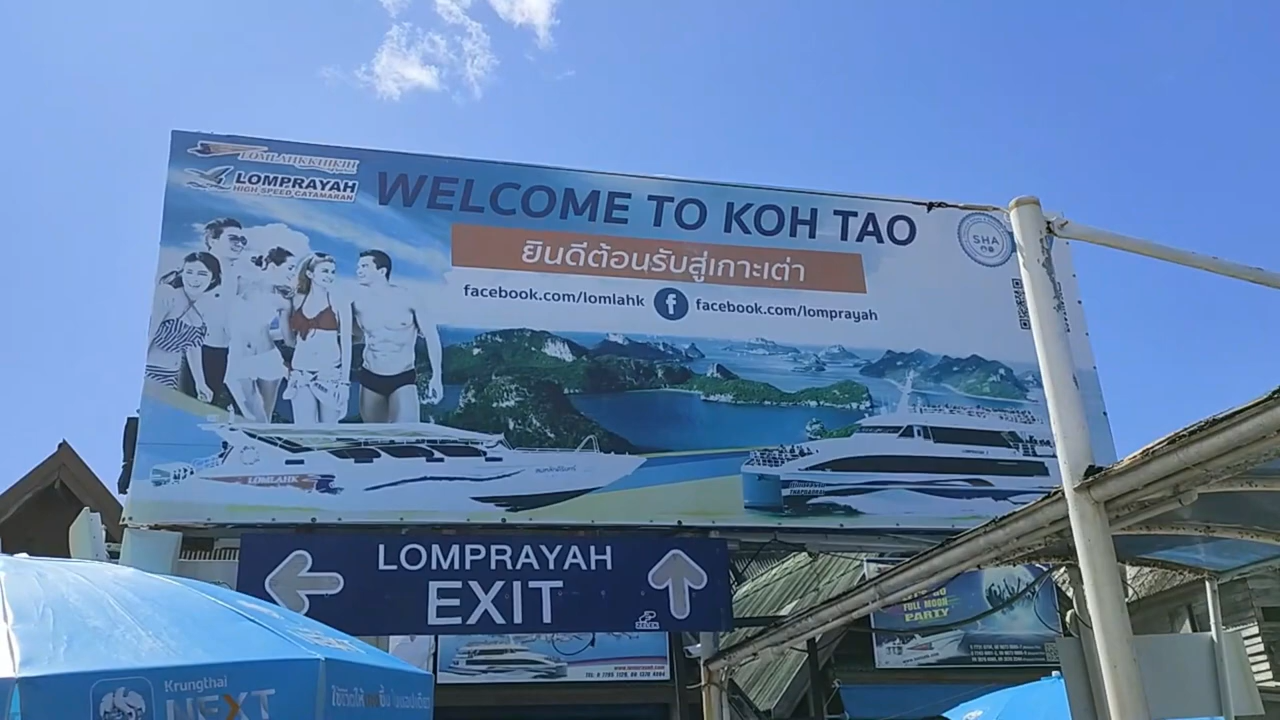 LOMPRAYAH
HIGH SPEED CATAMARAN
WELCOME TO KOH TAO
ยินดีต้อนรับสู่เกาะเต่า
facebook.com/lomlahk f facebook.com/lomprayah
SHA
LOMLAHK
LOMPRAYAH
EXIT
FULL MOON
PARTY
Krungthai
NEXT